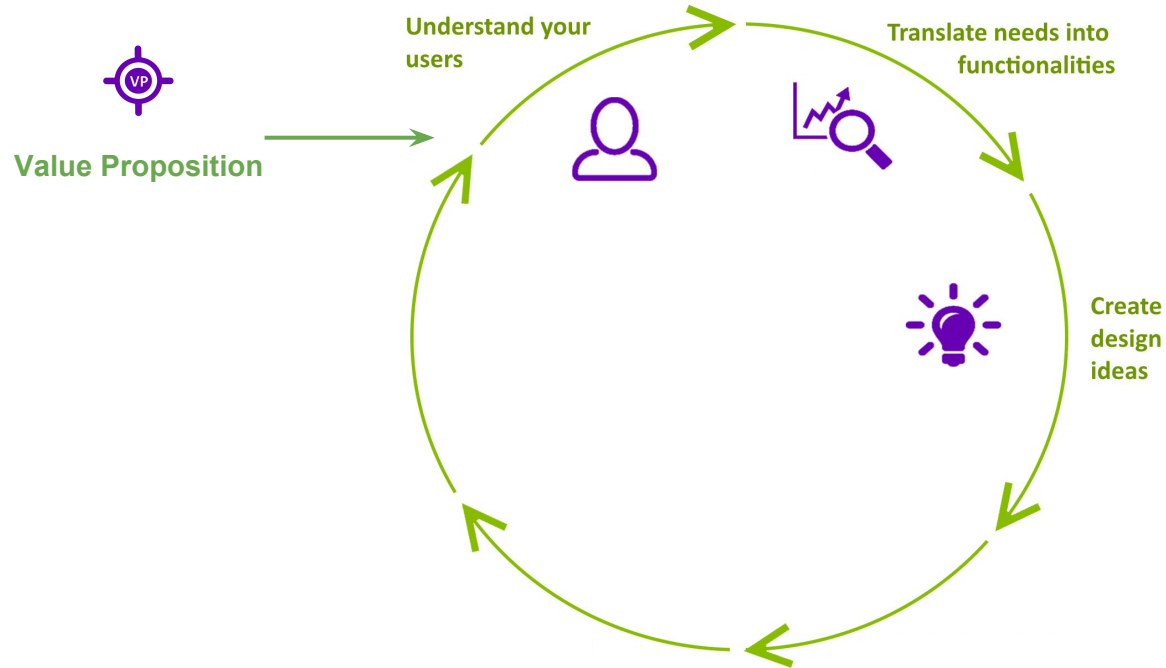 VP
Value Proposition
Understand your
users
Translate needs into
functionalities
Create
design
ideas